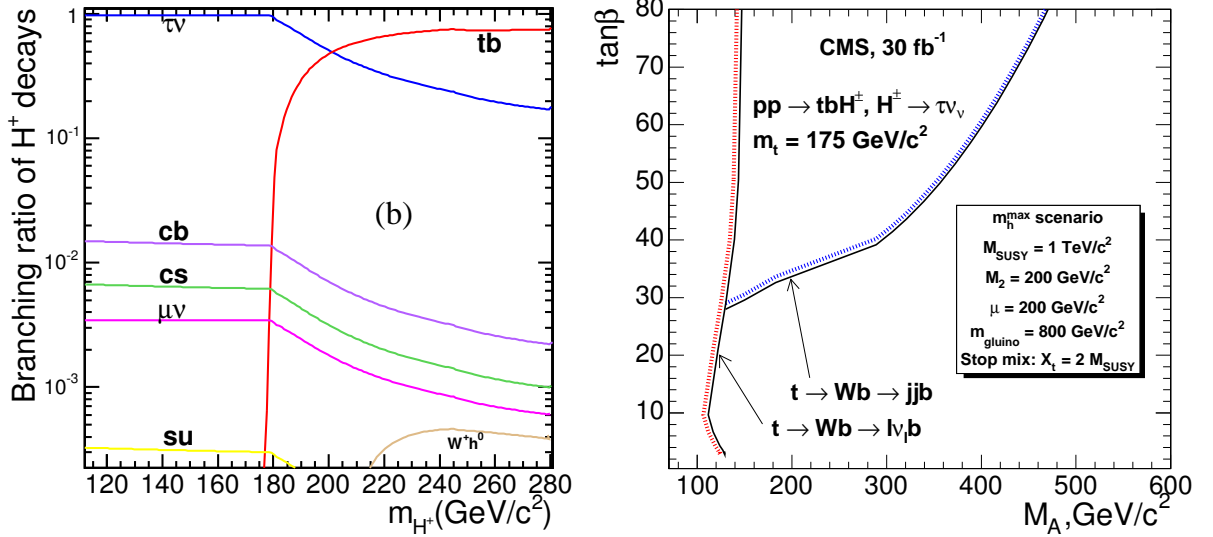 Branching ratio of H⁺ decays
1
10⁻¹
10⁻²
10⁻³
τν
tb
(b)
cb
cs
μν
su
W⁺h⁰
120 140 160 180 200 220 240 260 280
m_H⁺(GeV/c²)
tanβ
80
70
60
50
40
30
20
10
CMS, 30 fb⁻¹
pp → tbH±, H± → τν_ν
m_t = 175 GeV/c²
m_h^max scenario
M_SUSY = 1 TeV/c²
M₂ = 200 GeV/c²
μ = 200 GeV/c²
m_gluino = 800 GeV/c²
Stop mix: X_t = 2 M_SUSY
t → Wb → jjb
t → Wb → lν_lb
100 200 300 400 500 600
M_A,GeV/c²